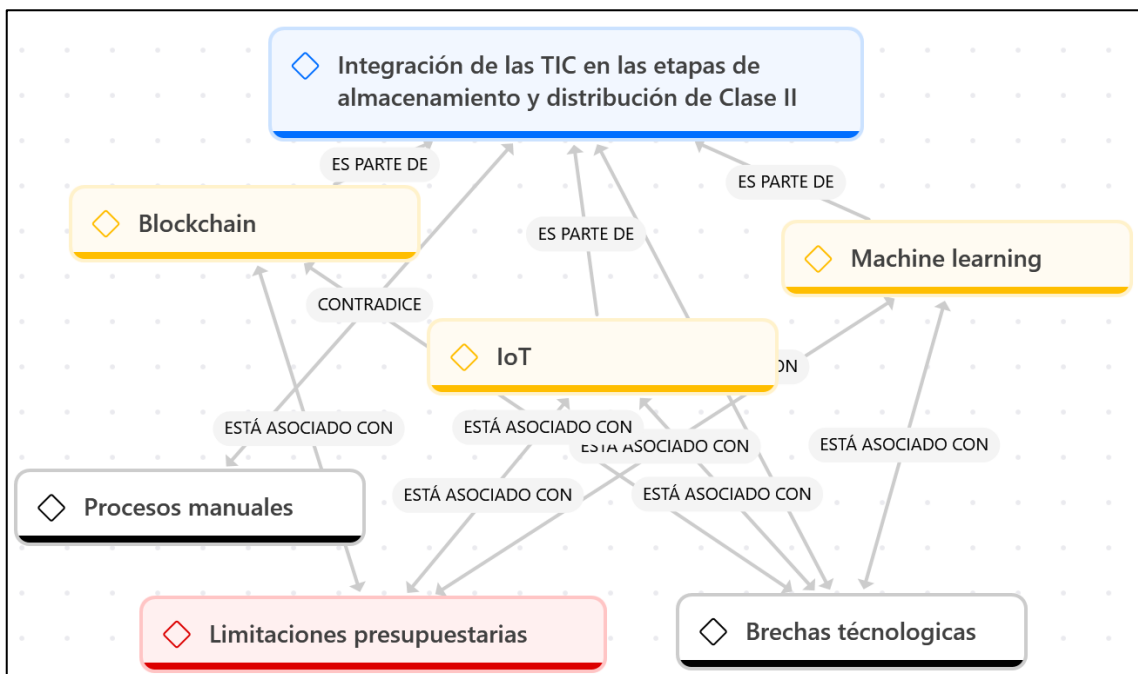 Integración de las TIC en las etapas de
almacenamiento y distribución de Clase II
ES PARTE DE
ES PARTE DE
Blockchain
ES PARTE DE
Machine learning
CONTRADICE
IoT
ESTÁ ASOCIADO CON
ESTÁ ASOCIADO CON
ESTÁ ASOCIADO CON
ESTÁ ASOCIADO CON
ESTÁ ASOCIADO CON
ESTÁ ASOCIADO CON
Procesos manuales
Limitaciones presupuestarias
Brechas técnologicas